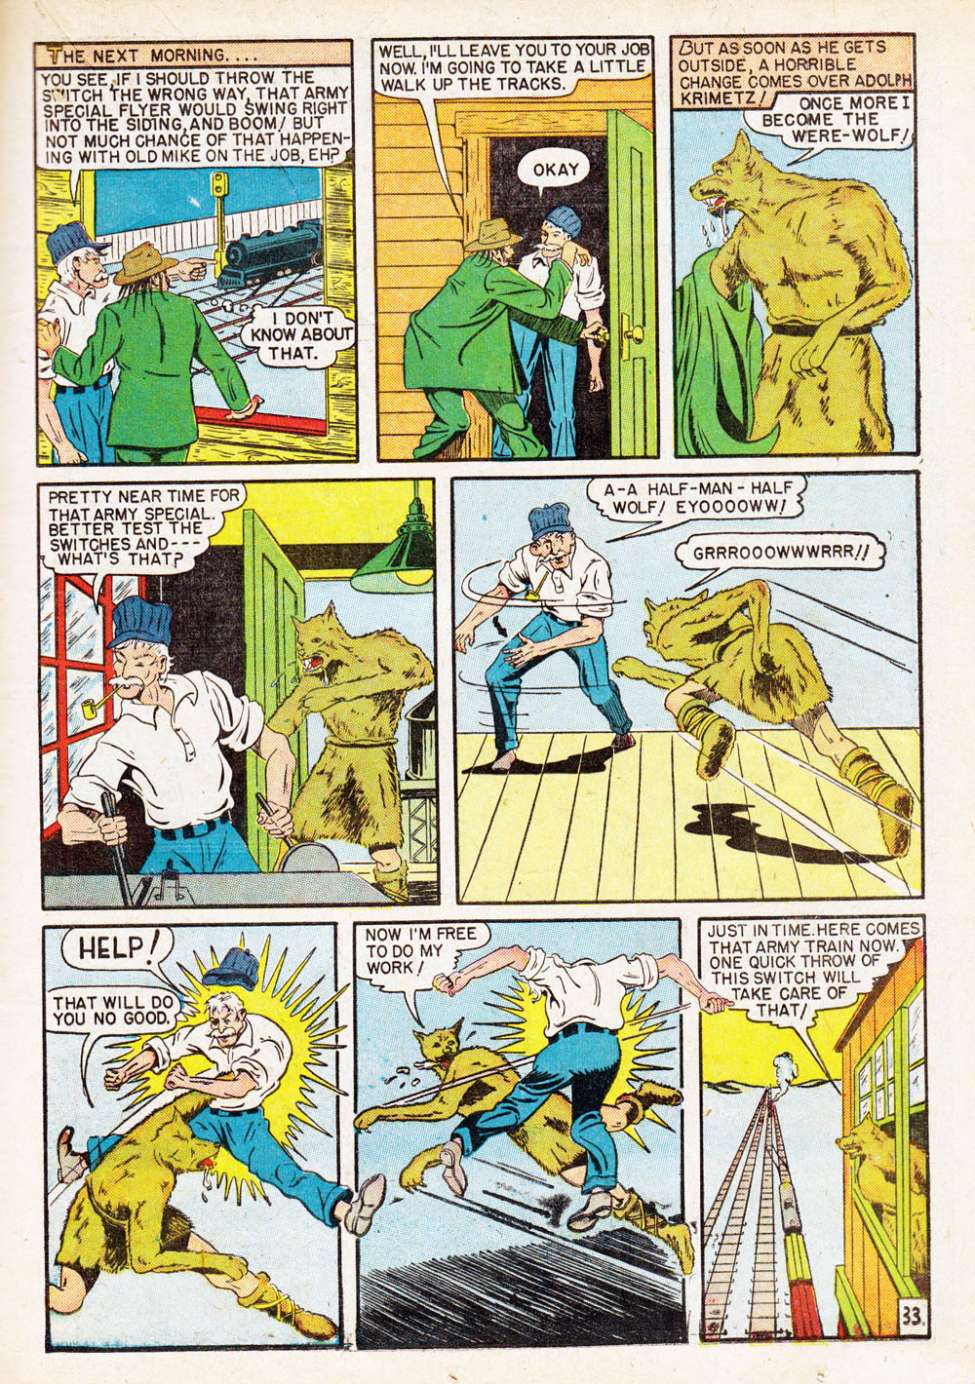 THE NEXT MORNING....
YOU SEE, IF I SHOULD THROW THE
SWITCH THE WRONG WAY, THAT ARMY
SPECIAL FLYER WOULD SWING RIGHT
INTO THE SIDING, AND BOOM! BUT
NOT MUCH CHANCE OF THAT HAPPEN-
ING WITH OLD MIKE ON THE JOB, EH?
I DON'T
KNOW ABOUT
THAT.
WELL, I'LL LEAVE YOU TO YOUR JOB
NOW. I'M GOING TO TAKE A LITTLE
WALK UP THE TRACKS.
OKAY
BUT AS SOON AS HE GETS
OUTSIDE, A HORRIBLE
CHANGE COMES OVER ADOLPH
KRIMETZ!
ONCE MORE I
BECOME THE
WERE-WOLF!
PRETTY NEAR TIME FOR
THAT ARMY SPECIAL.
BETTER TEST THE
SWITCHES AND---
WHAT'S THAT?
A-A HALF-MAN-HALF
WOLF! EYOOOOWW!
GRRROOOWWWRRR!!
HELP!
THAT WILL DO
YOU NO GOOD.
NOW I'M FREE
TO DO MY
WORK!
JUST IN TIME. HERE COMES
THAT ARMY TRAIN NOW.
ONE QUICK THROW OF
THIS SWITCH WILL
TAKE CARE OF
THAT!
33.